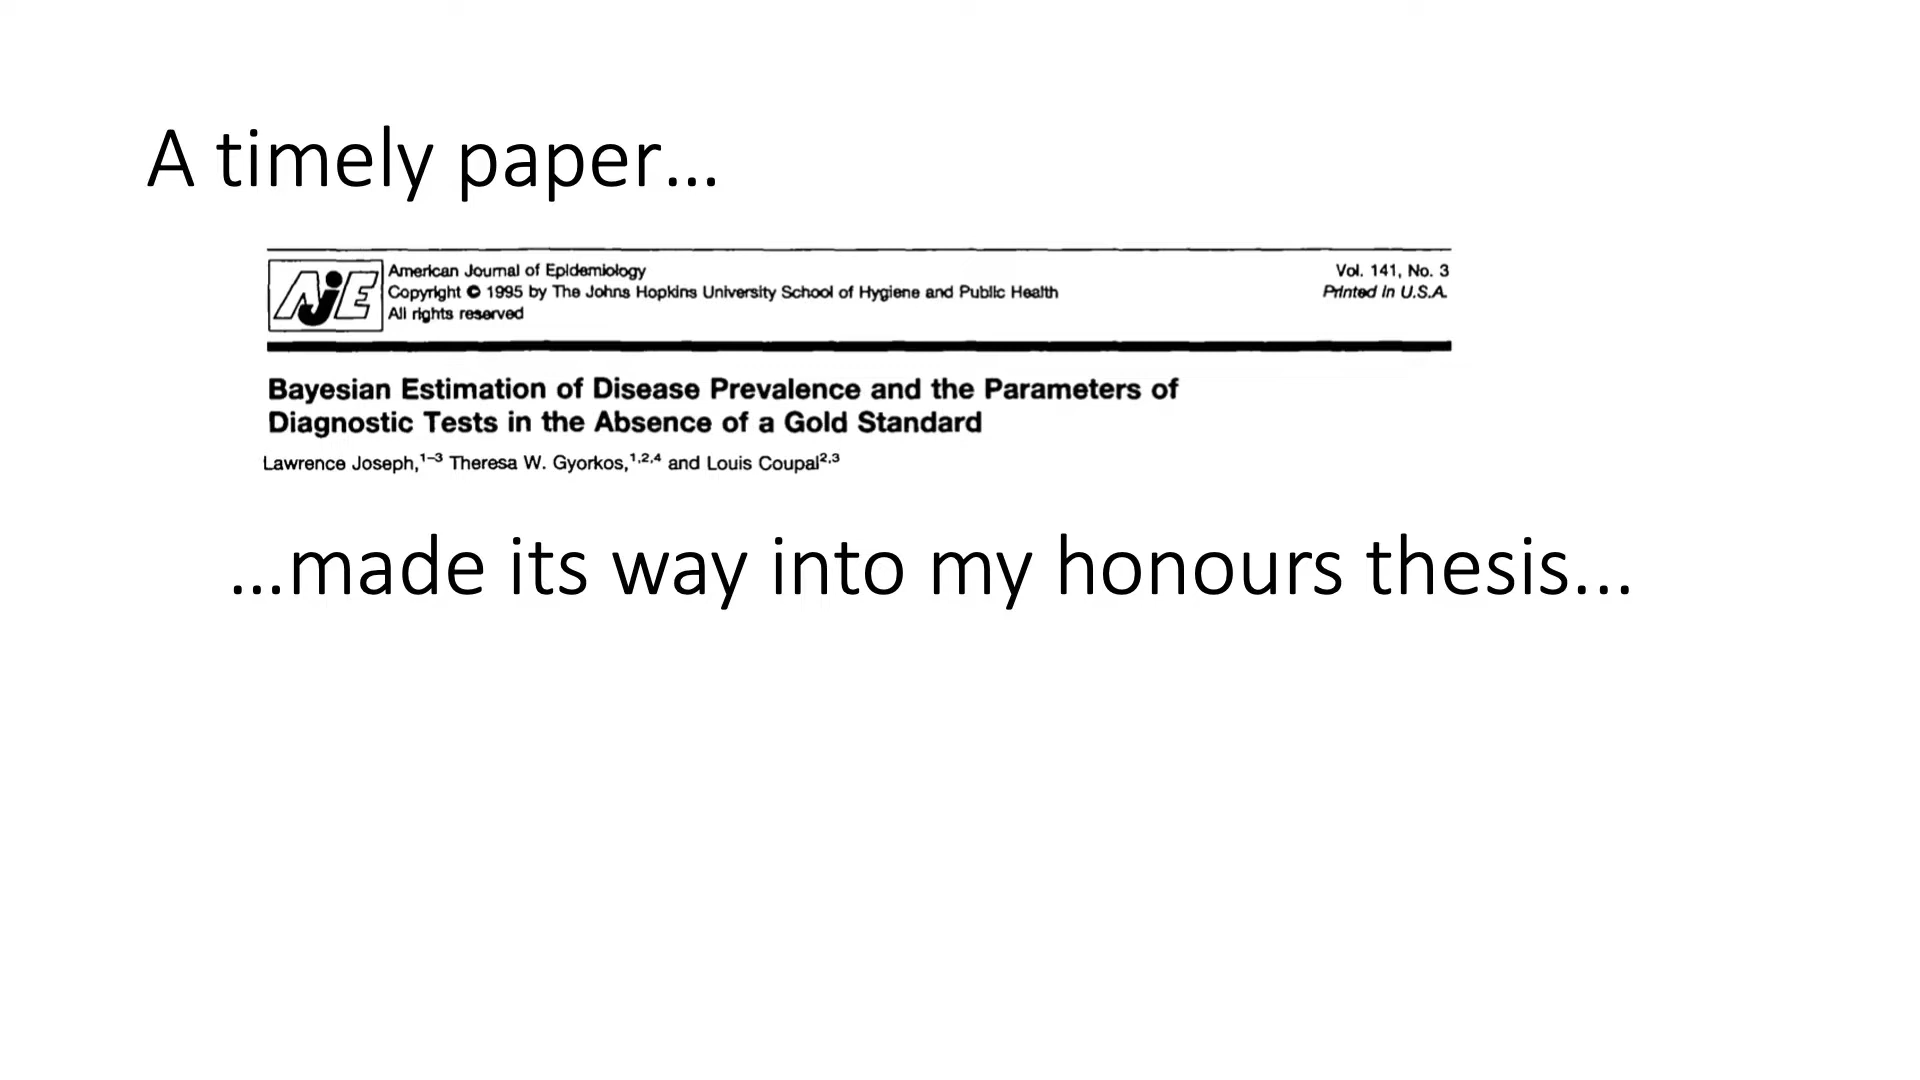 A timely paper...
AJE
American Journal of Epidemiology
Vol. 141, No. 3
Copyright © 1995 by The Johns Hopkins University School of Hygiene and Public Health
Printed in U.S.A.
All rights reserved
Bayesian Estimation of Disease Prevalence and the Parameters of
Diagnostic Tests in the Absence of a Gold Standard
Lawrence Joseph,¹⁻³ Theresa W. Gyorkos,¹,²,⁴ and Louis Coupal²,³
...made its way into my honours thesis...